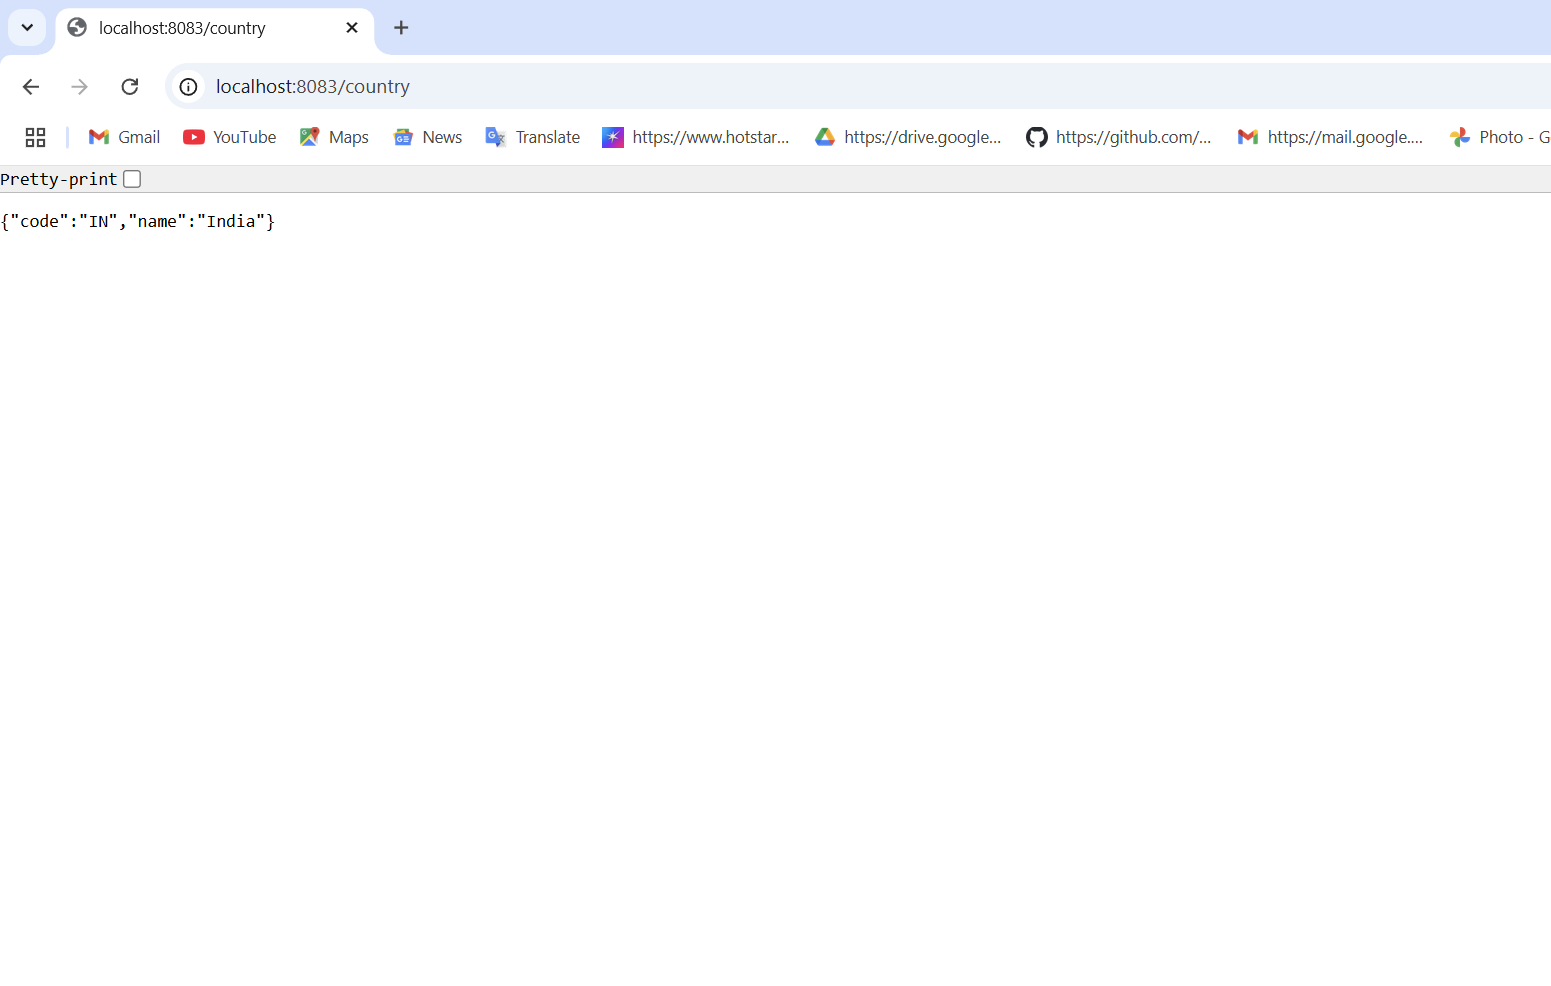 localhost:8083/country
localhost:8083/country
Gmail YouTube Maps News Translate https://www.hotstar... https://drive.google... https://github.com/... https://mail.google.... Photo - G
Pretty-print
{"code":"IN","name":"India"}